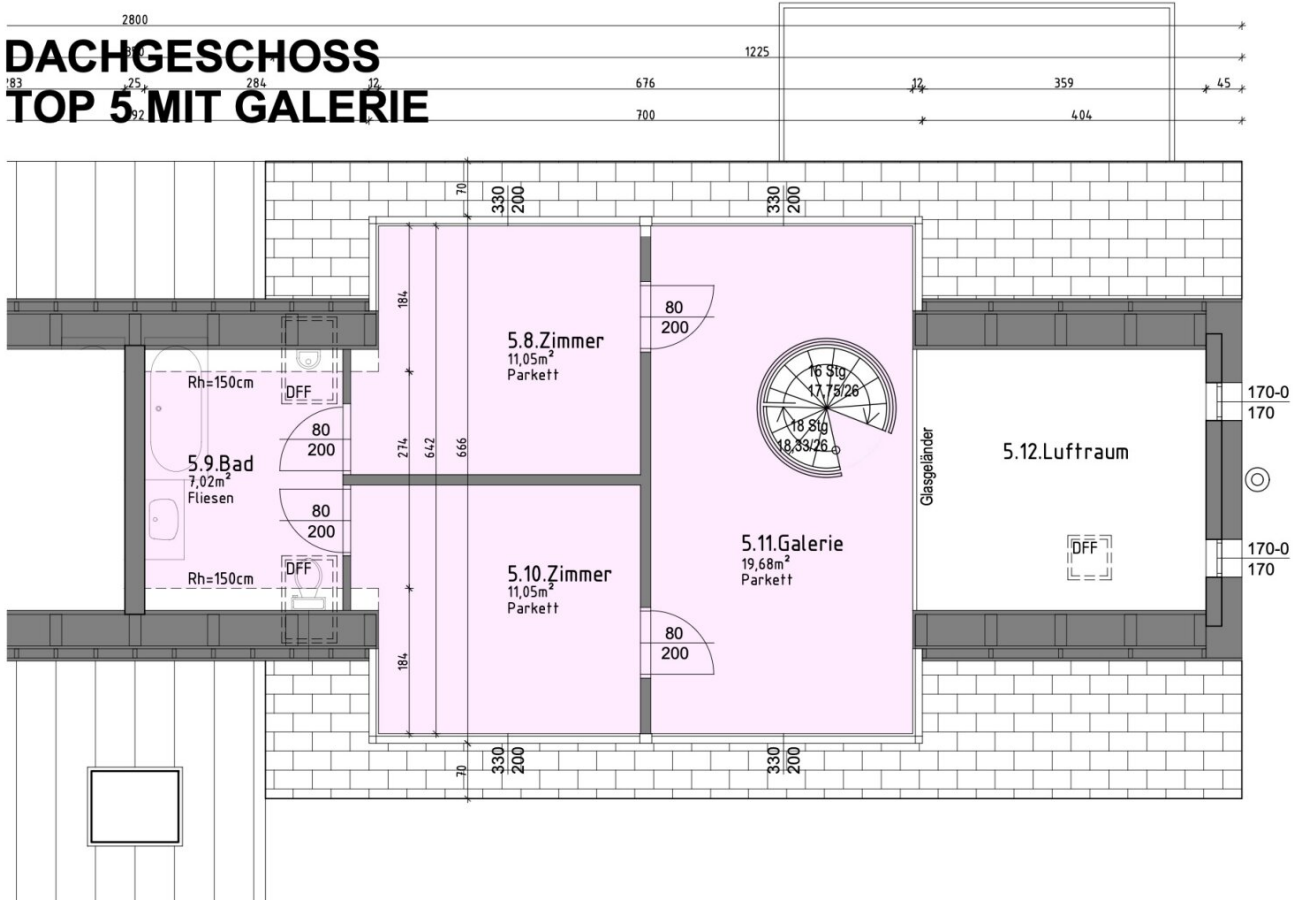 2800
DACHGESCHOSS
1225
283
25
284
12
676
12
359
45
TOP 5 MIT GALERIE
700
404
70
330
200
330
200
184
80
200
5.8.Zimmer
11,05m²
Parkett
Rh=150cm
DFF
16 Stg
17,75/26
170-0
170
80
200
274
642
666
18 Stg
18,33/26
5.9.Bad
7,02m²
Fliesen
Glasgeländer
5.12.Luftraum
80
200
5.11.Galerie
19,68m²
Parkett
DFF
170-0
170
Rh=150cm
DFF
5.10.Zimmer
11,05m²
Parkett
80
200
184
70
330
200
330
200